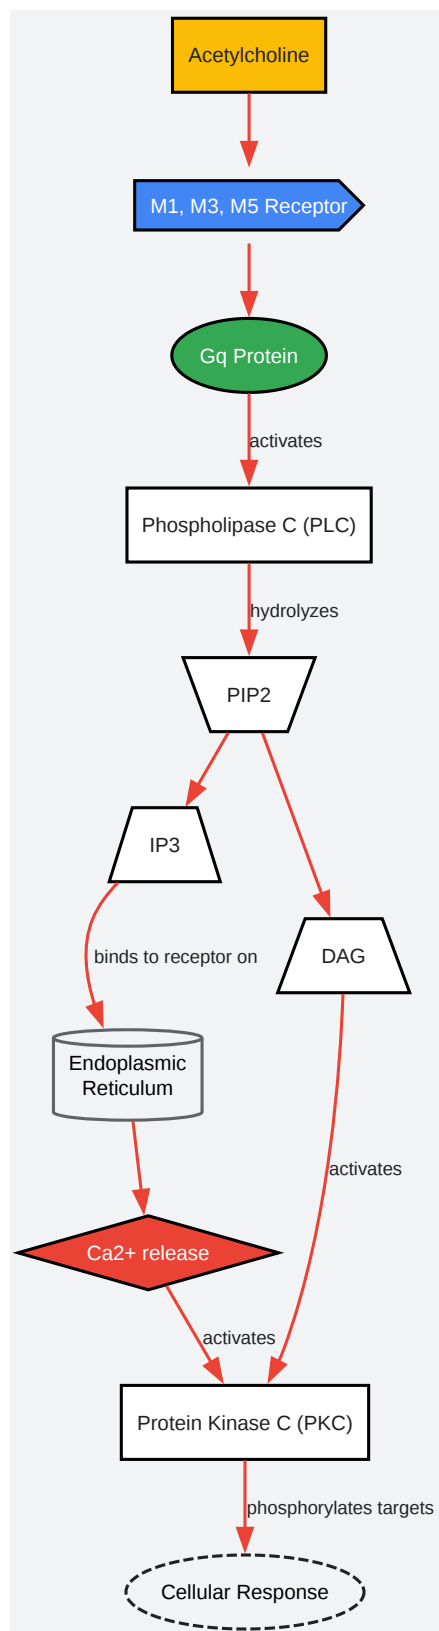 Acetylcholine
M1, M3, M5 Receptor
Gq Protein
activates
Phospholipase C (PLC)
hydrolyzes
PIP2
IP3
DAG
binds to receptor on
Endoplasmic
Reticulum
activates
Ca2+ release
activates
Protein Kinase C (PKC)
phosphorylates targets
Cellular Response